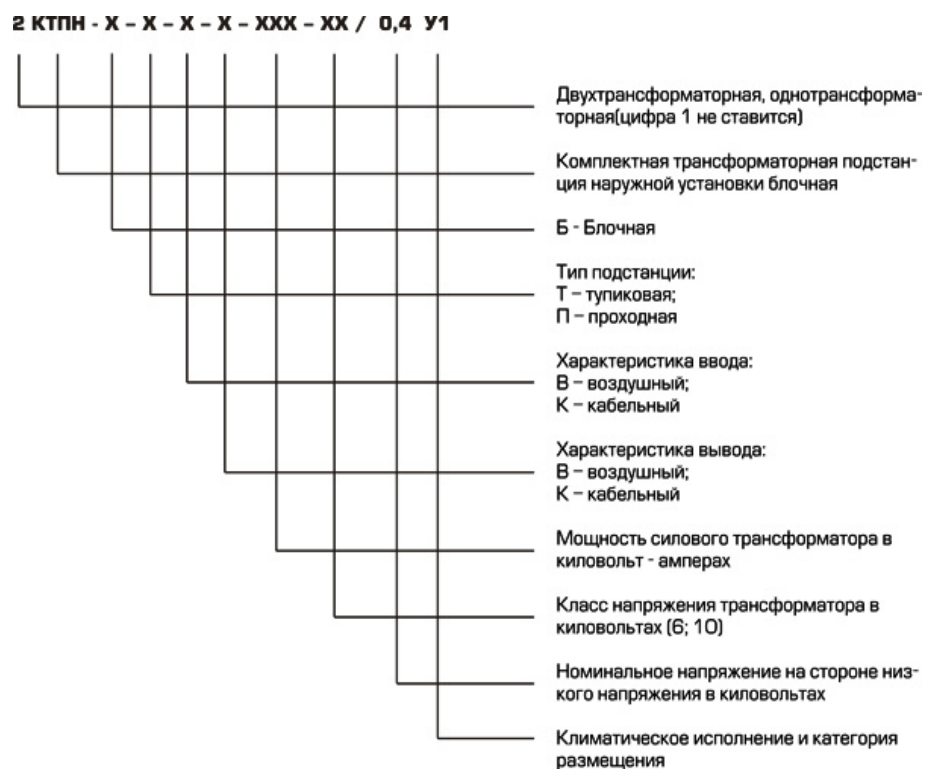 2 КТПН - Х – Х – Х – Х – ХХХ – ХХ / 0,4 У1
Двухтрансформаторная, однотрансформа-
торная(цифра 1 не ставится)
Комплектная трансформаторная подстан-
ция наружной установки блочная
Б - Блочная
Тип подстанции:
Т – тупиковая;
П – проходная
Характеристика ввода:
В – воздушный;
К – кабельный
Характеристика вывода:
В – воздушный;
К – кабельный
Мощность силового трансформатора в
киловольт - амперах
Класс напряжения трансформатора в
киловольтах (6; 10)
Номинальное напряжение на стороне низ-
кого напряжения в киловольтах
Климатическое исполнение и категория
размещения